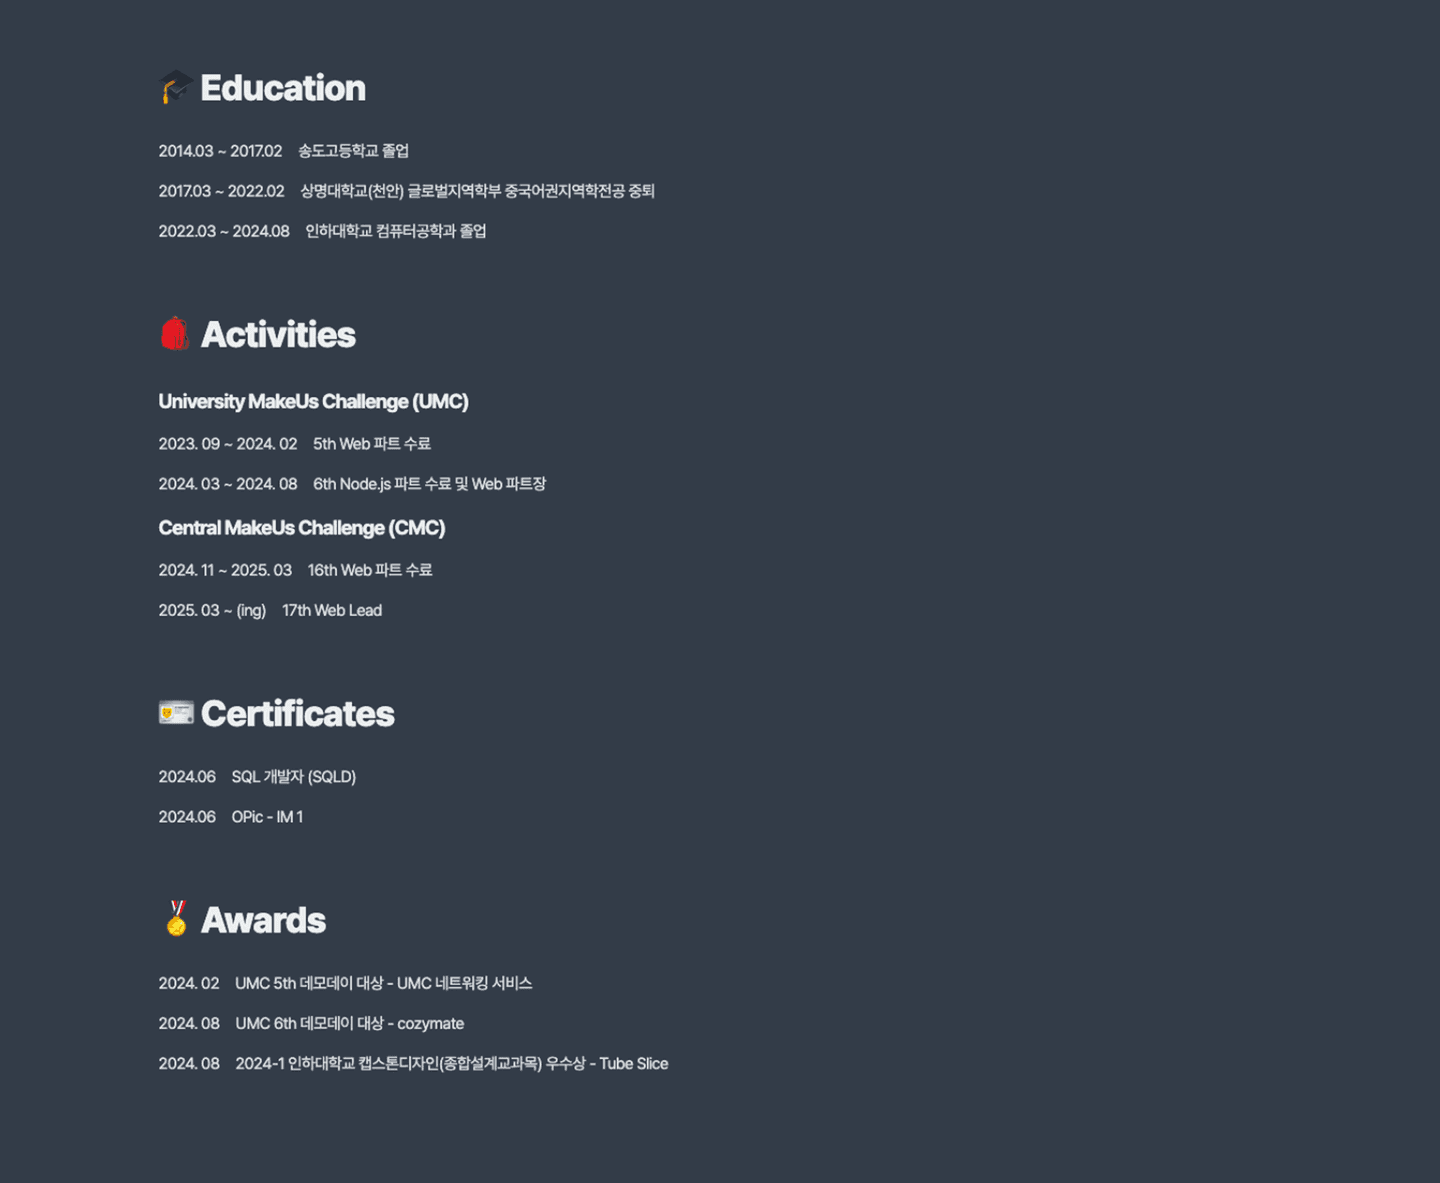 Education
2014.03 ~ 2017.02 송도고등학교 졸업
2017.03 ~ 2022.02 상명대학교(천안) 글로벌지역학부 중국어권지역학전공 중퇴
2022.03 ~ 2024.08 인하대학교 컴퓨터공학과 졸업
Activities
University MakeUs Challenge (UMC)
2023. 09 ~ 2024. 02 5th Web 파트 수료
2024. 03 ~ 2024. 08 6th Node.js 파트 수료 및 Web 파트장
Central MakeUs Challenge (CMC)
2024. 11 ~ 2025. 03 16th Web 파트 수료
2025. 03 ~ (ing) 17th Web Lead
Certificates
2024.06 SQL 개발자 (SQLD)
2024.06 OPic - IM 1
Awards
2024. 02 UMC 5th 데모데이 대상 - UMC 네트워킹 서비스
2024. 08 UMC 6th 데모데이 대상 - cozymate
2024. 08 2024-1 인하대학교 캡스톤디자인(종합설계교과목) 우수상 - Tube Slice